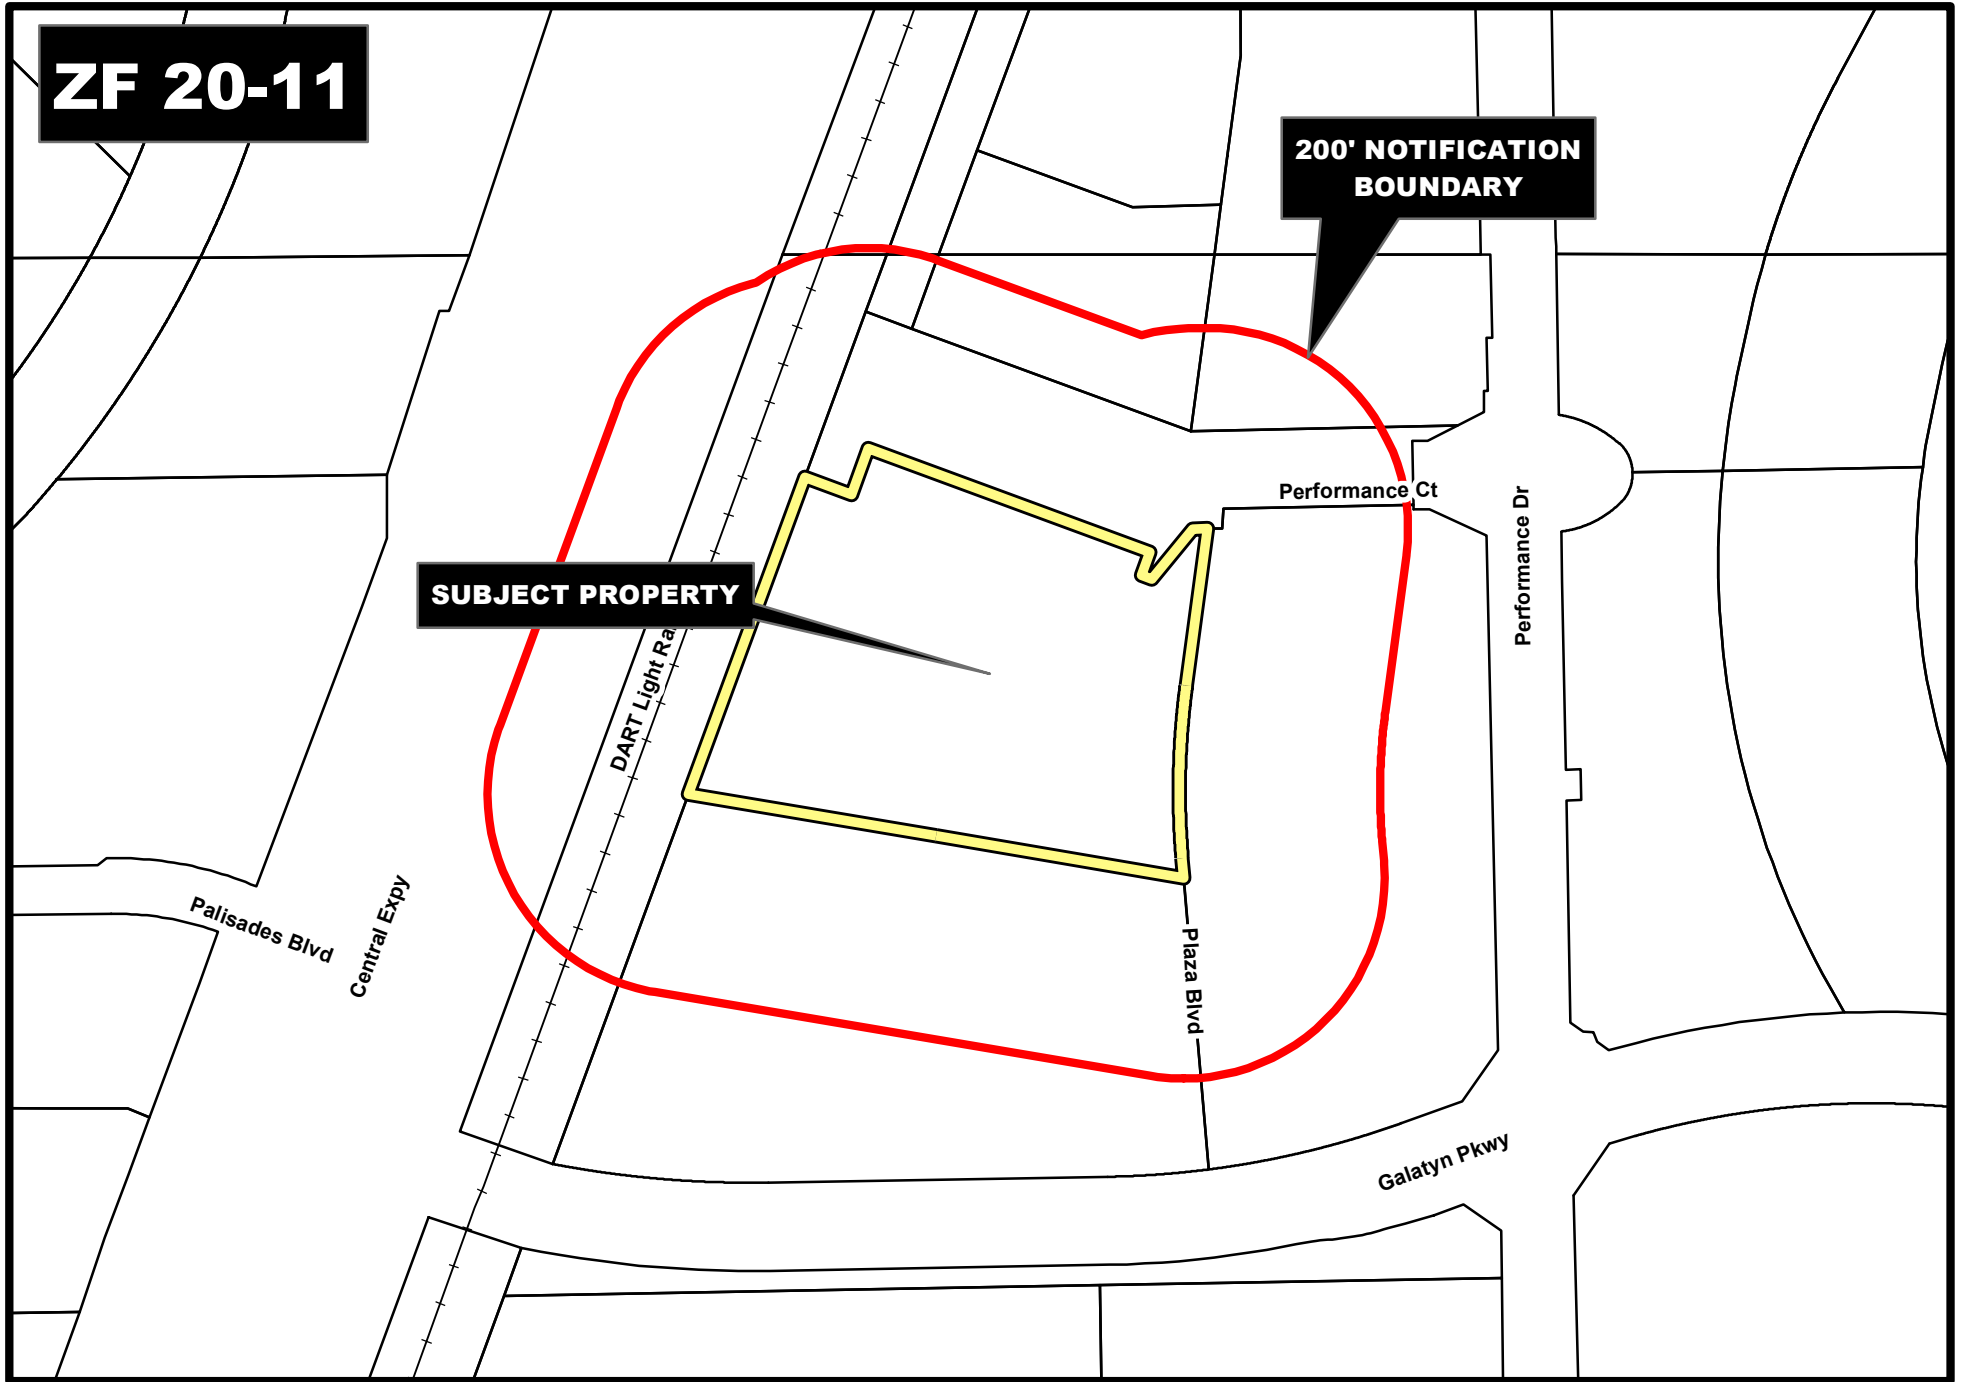 ZF 20-11
200' NOTIFICATION
BOUNDARY
Performance Ct
Performance Dr
SUBJECT PROPERTY
DART Light Ra
Palisades Blvd
Central Expy
Plaza Blvd
Galatyn Pkwy